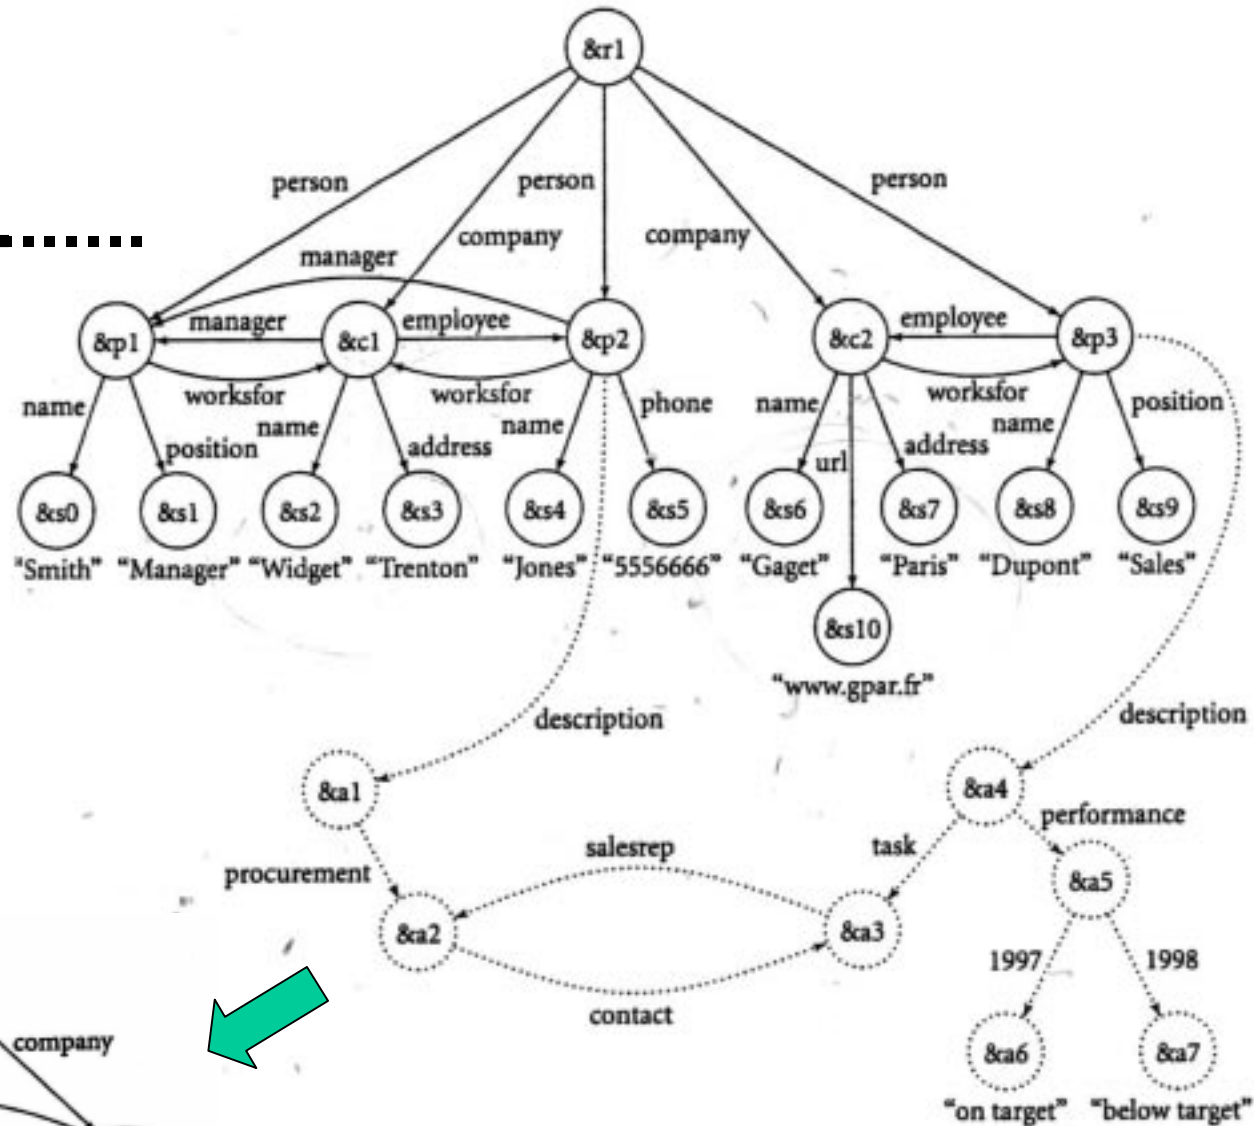 &r1
person
person
person
company
company
manager
manager
employee
employee
&p1
&c1
&p2
&c2
&p3
worksfor
worksfor
worksfor
name
position
name
address
name
phone
name
url
address
name
position
&s0
&s1
&s2
&s3
&s4
&s5
&s6
&s7
&s8
&s9
"Smith"
"Manager"
"Widget"
"Trenton"
"Jones"
"5556666"
"Gaget"
"Paris"
"Dupont"
"Sales"
&s10
"www.gpar.fr"
description
description
&a1
&a4
performance
procurement
salesrep
task
&a5
&a2
&a3
1997
1998
contact
company
&a6
&a7
"on target"
"below target"